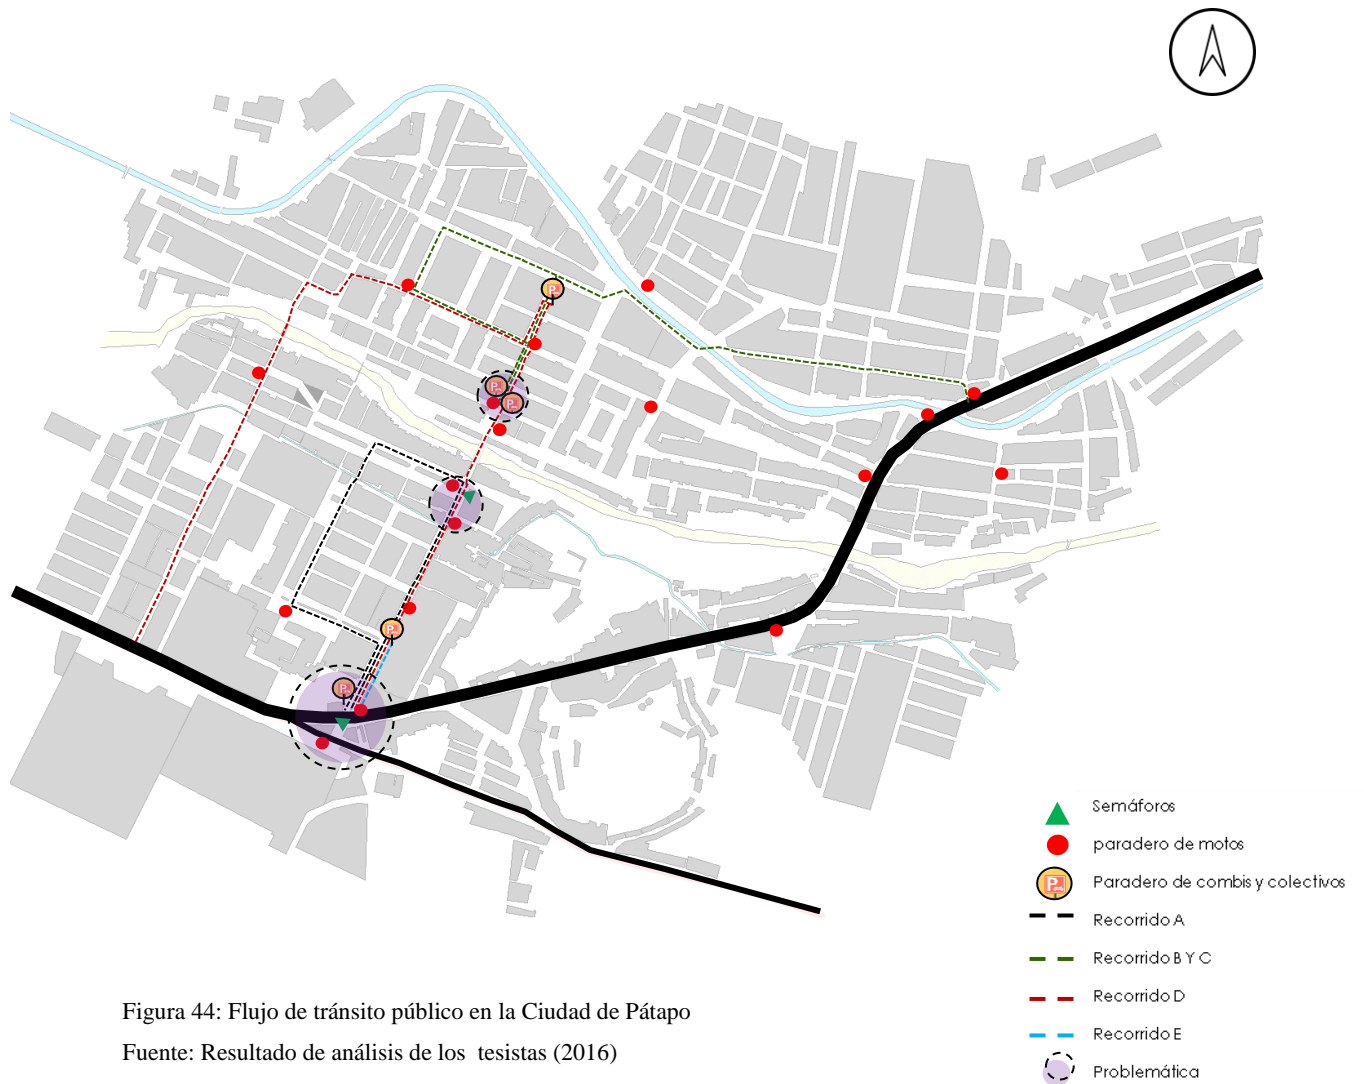 P
P
P
P
P
Semáforos
paradero de motos
P
Paradero de combis y colectivos
Recorrido A
Recorrido B Y C
Recorrido D
Recorrido E
Problemática
Figura 44: Flujo de tránsito público en la Ciudad de Pátapo
Fuente: Resultado de análisis de los tesistas (2016)